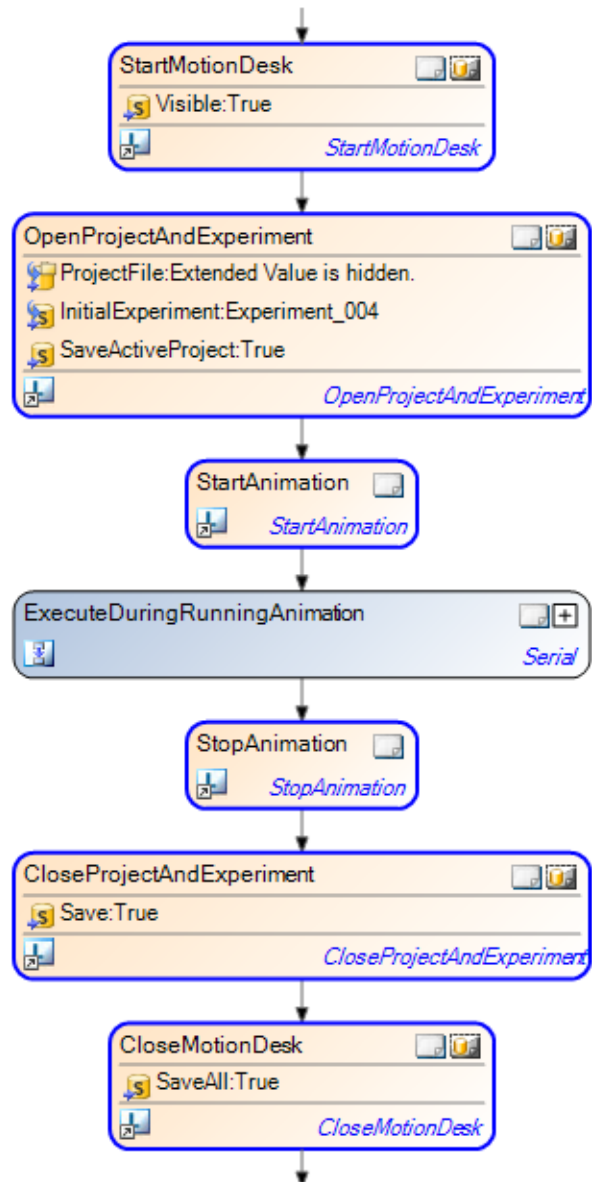 StartMotionDesk
S Visible:True
StartMotionDesk
OpenProjectAndExperiment
ProjectFile:Extended Value is hidden.
S InitialExperiment:Experiment_004
S SaveActiveProject:True
OpenProjectAndExperiment
StartAnimation
StartAnimation
ExecuteDuringRunningAnimation
Serial
StopAnimation
StopAnimation
CloseProjectAndExperiment
S Save:True
CloseProjectAndExperiment
CloseMotionDesk
S SaveAll:True
CloseMotionDesk